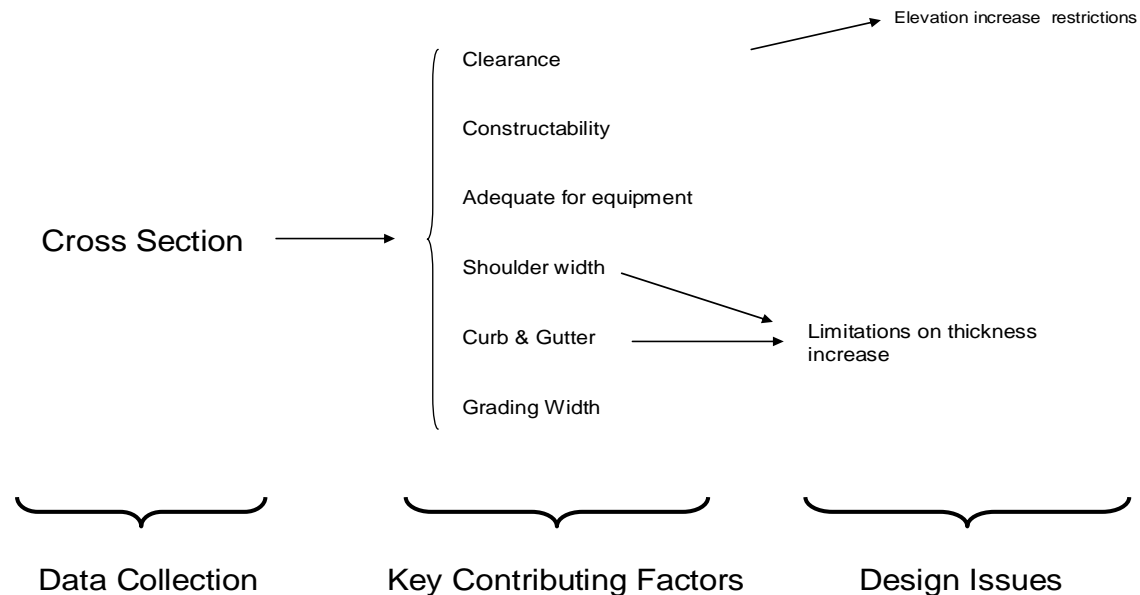 Elevation increase restrictions
Clearance
Constructability
Adequate for equipment
Cross Section
Shoulder width
Curb & Gutter
Limitations on thickness
increase
Grading Width
Data Collection
Key Contributing Factors
Design Issues